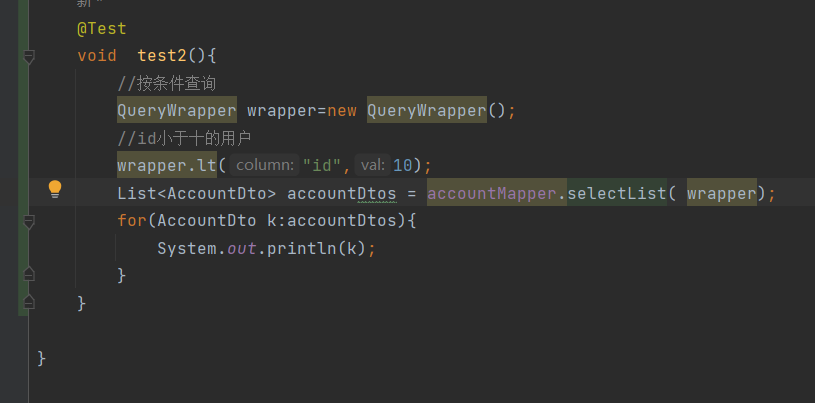 @Test
void  test2(){
//按条件查询
QueryWrapper wrapper=new QueryWrapper();
//id小于十的用户
wrapper.lt( column: "id", val: 10);
List<AccountDto> accountDtos = accountMapper.selectList( wrapper);
for(AccountDto k:accountDtos){
System.out.println(k);
}
}
}